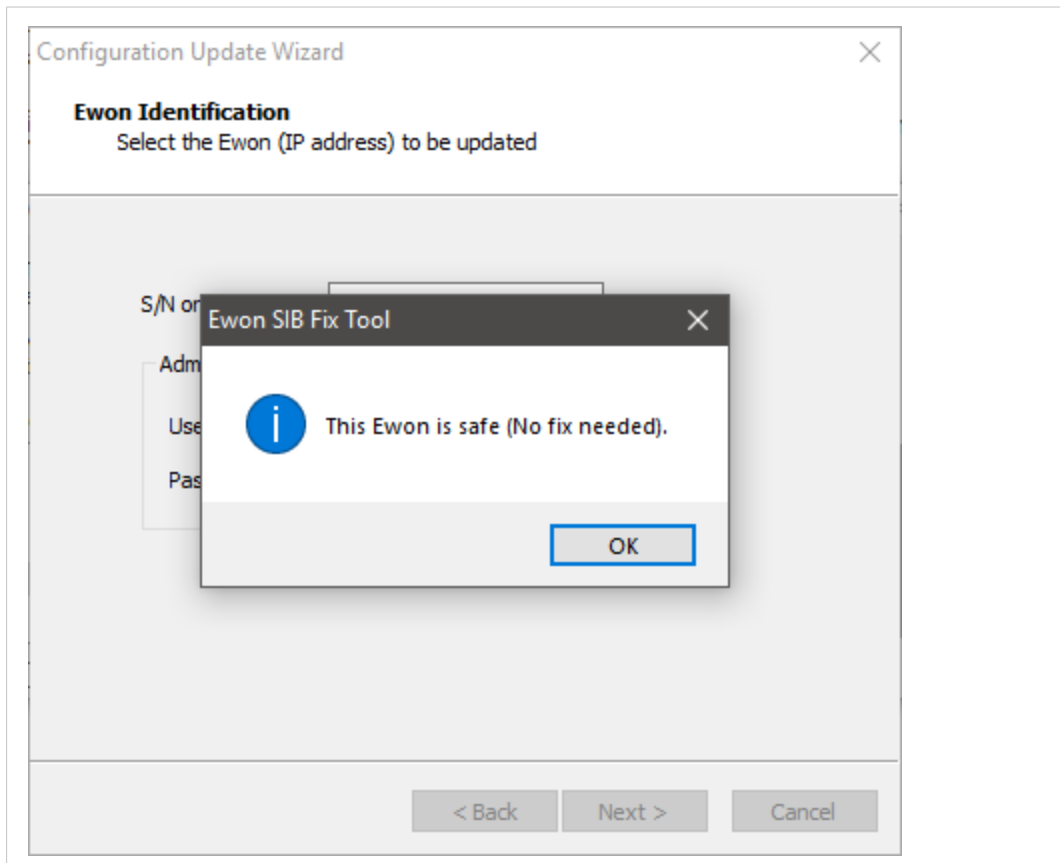 Configuration Update Wizard
Ewon Identification
Select the Ewon (IP address) to be updated
S/N or
Ewon SIB Fix Tool
Adm
This Ewon is safe (No fix needed).
Use
Pas
OK
< Back Next > Cancel